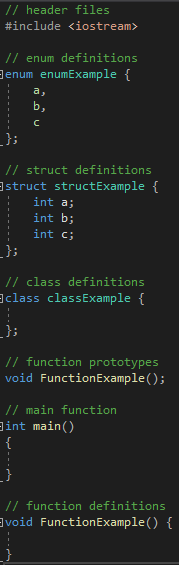 // header files
#include <iostream>
// enum definitions
enum enumExample {
a,
b,
c
};
// struct definitions
struct structExample {
int a;
int b;
int c;
};
// class definitions
class classExample {
};
// function prototypes
void FunctionExample();
// main function
int main()
{
}
// function definitions
void FunctionExample() {
}